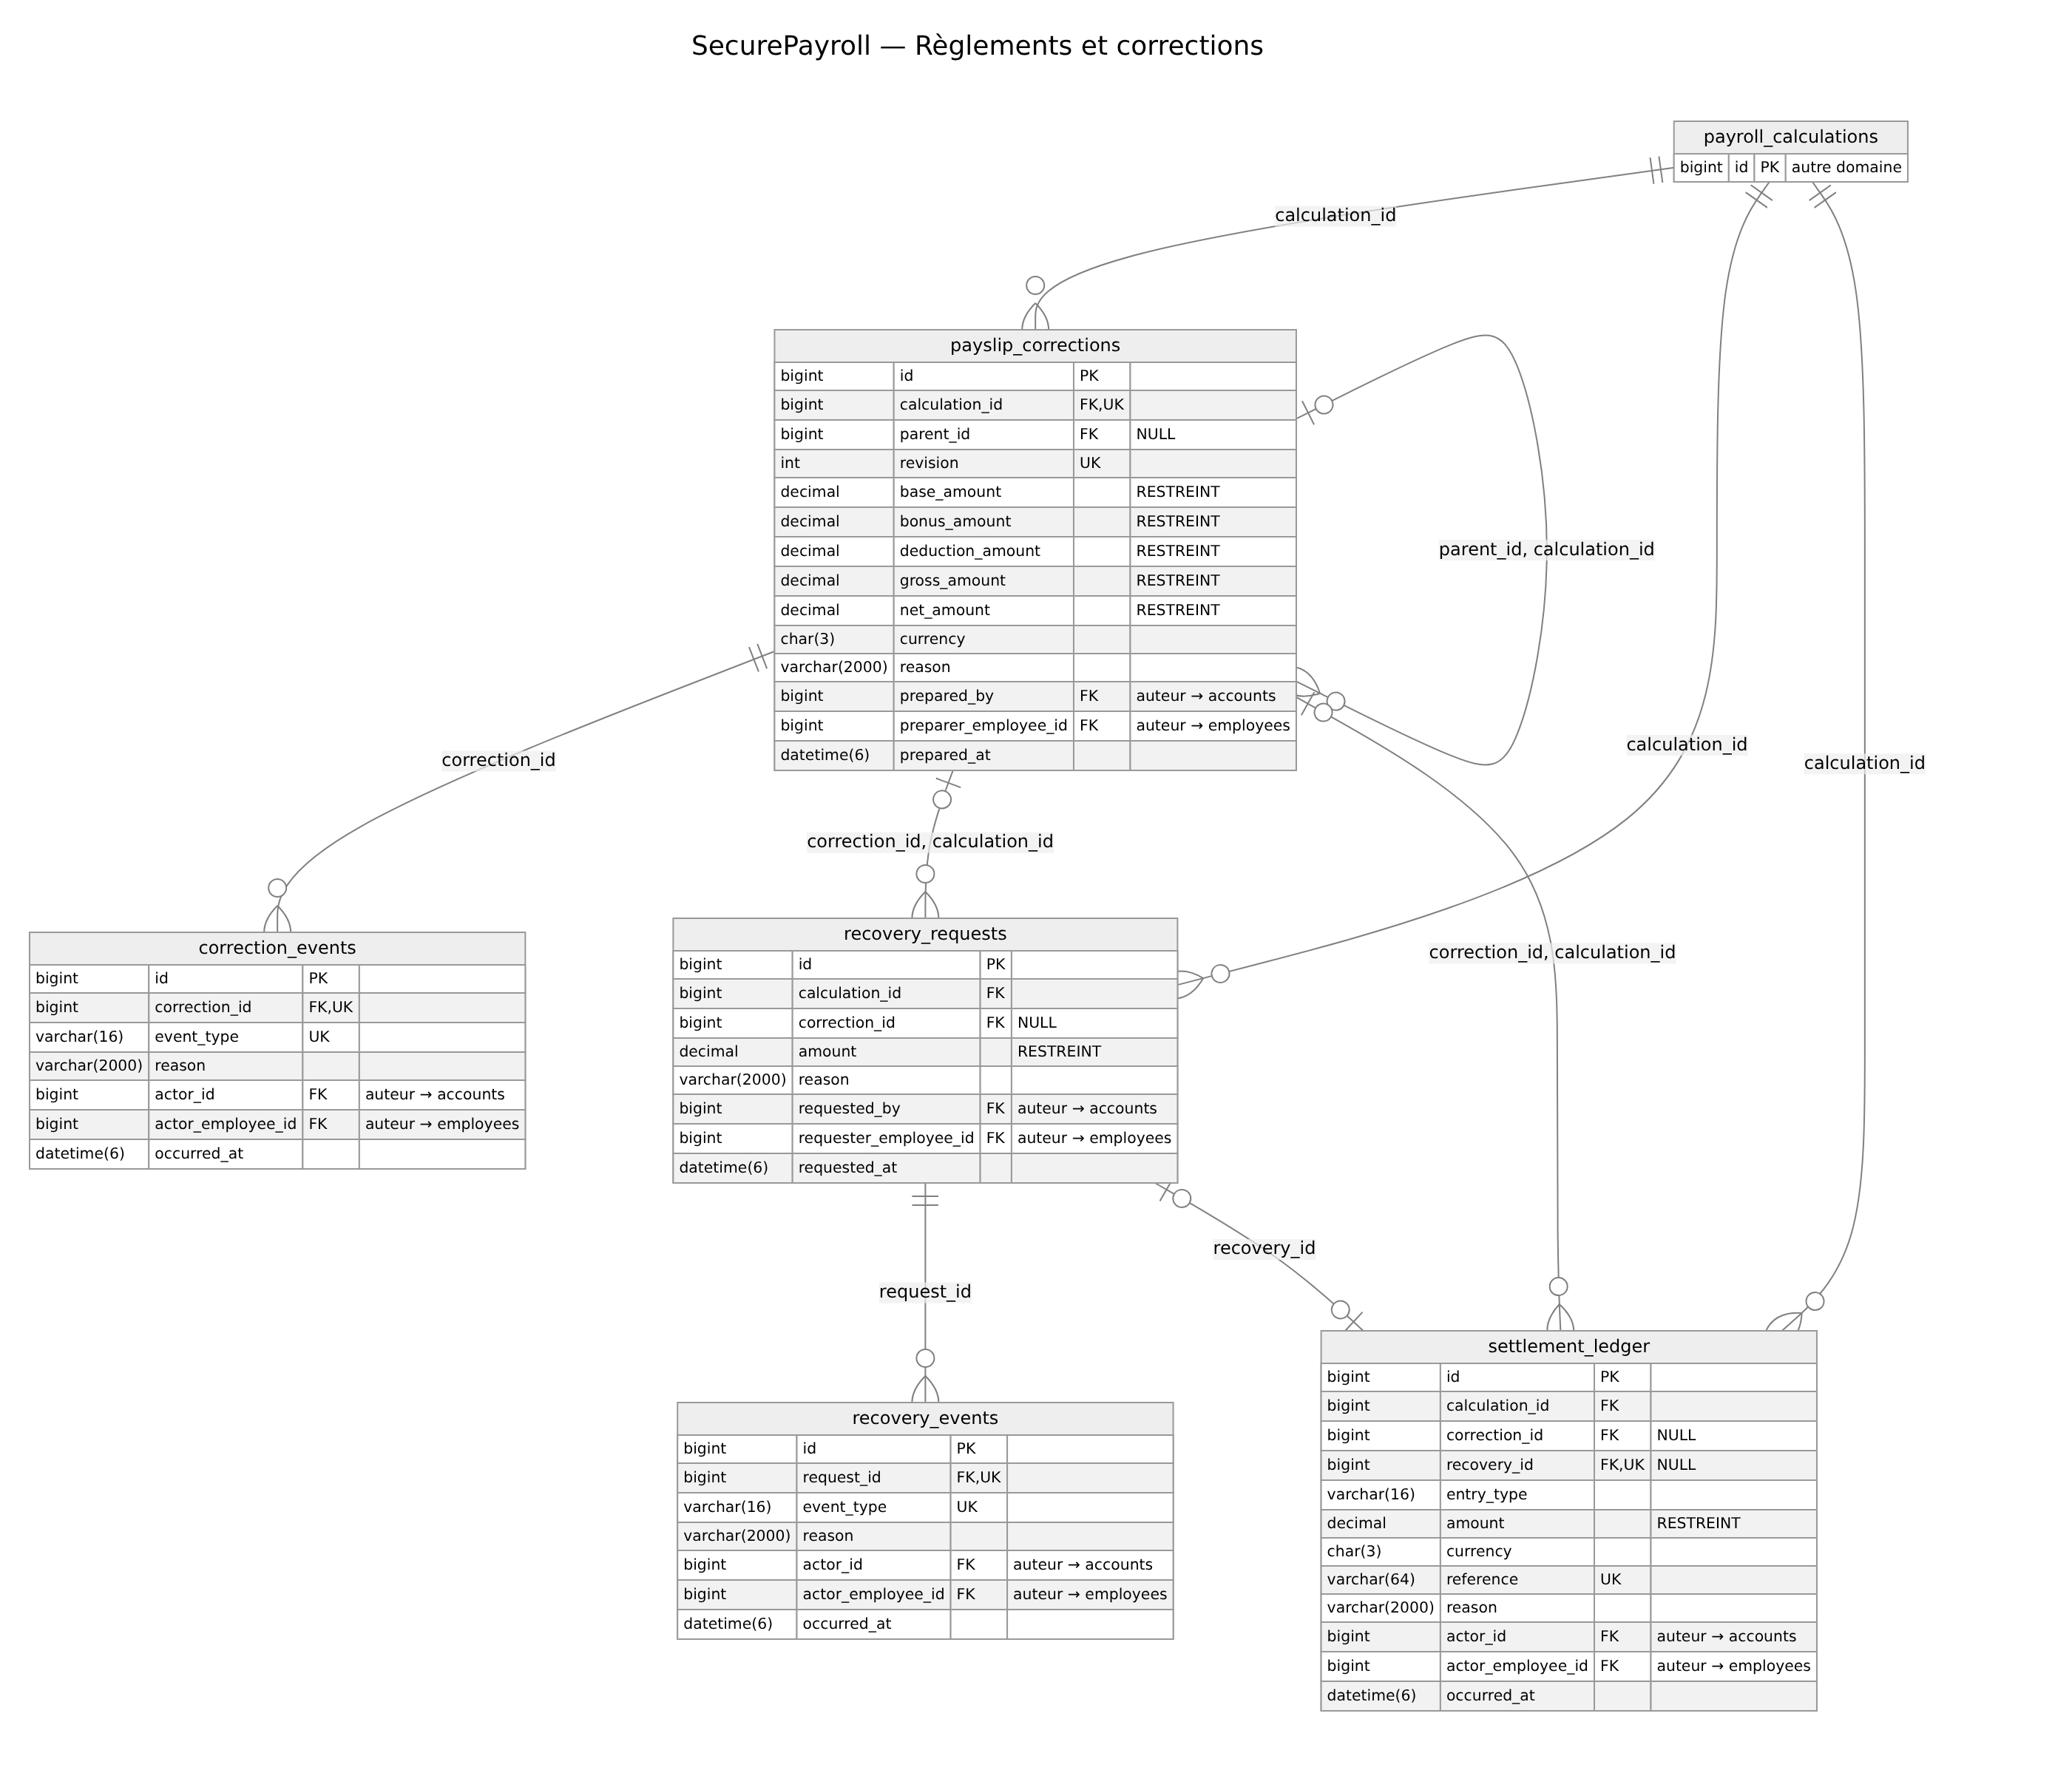 SecurePayroll — Règlements et corrections
payroll_calculations
bigint id PK autre domaine
calculation_id
payslip_corrections
bigint id PK
bigint calculation_id FK,UK
bigint parent_id FK NULL
int revision UK
decimal base_amount RESTREINT
decimal bonus_amount RESTREINT
decimal deduction_amount RESTREINT
decimal gross_amount RESTREINT
decimal net_amount RESTREINT
char(3) currency
varchar(2000) reason
bigint prepared_by FK auteur → accounts
bigint preparer_employee_id FK auteur → employees
datetime(6) prepared_at
parent_id, calculation_id
calculation_id
calculation_id
correction_id
correction_id, calculation_id
correction_id, calculation_id
correction_events
bigint id PK
bigint correction_id FK,UK
varchar(16) event_type UK
varchar(2000) reason
bigint actor_id FK auteur → accounts
bigint actor_employee_id FK auteur → employees
datetime(6) occurred_at
recovery_requests
bigint id PK
bigint calculation_id FK
bigint correction_id FK NULL
decimal amount RESTREINT
varchar(2000) reason
bigint requested_by FK auteur → accounts
bigint requester_employee_id FK auteur → employees
datetime(6) requested_at
recovery_id
request_id
recovery_events
bigint id PK
bigint request_id FK,UK
varchar(16) event_type UK
varchar(2000) reason
bigint actor_id FK auteur → accounts
bigint actor_employee_id FK auteur → employees
datetime(6) occurred_at
settlement_ledger
bigint id PK
bigint calculation_id FK
bigint correction_id FK NULL
bigint recovery_id FK,UK NULL
varchar(16) entry_type
decimal amount RESTREINT
char(3) currency
varchar(64) reference UK
varchar(2000) reason
bigint actor_id FK auteur → accounts
bigint actor_employee_id FK auteur → employees
datetime(6) occurred_at